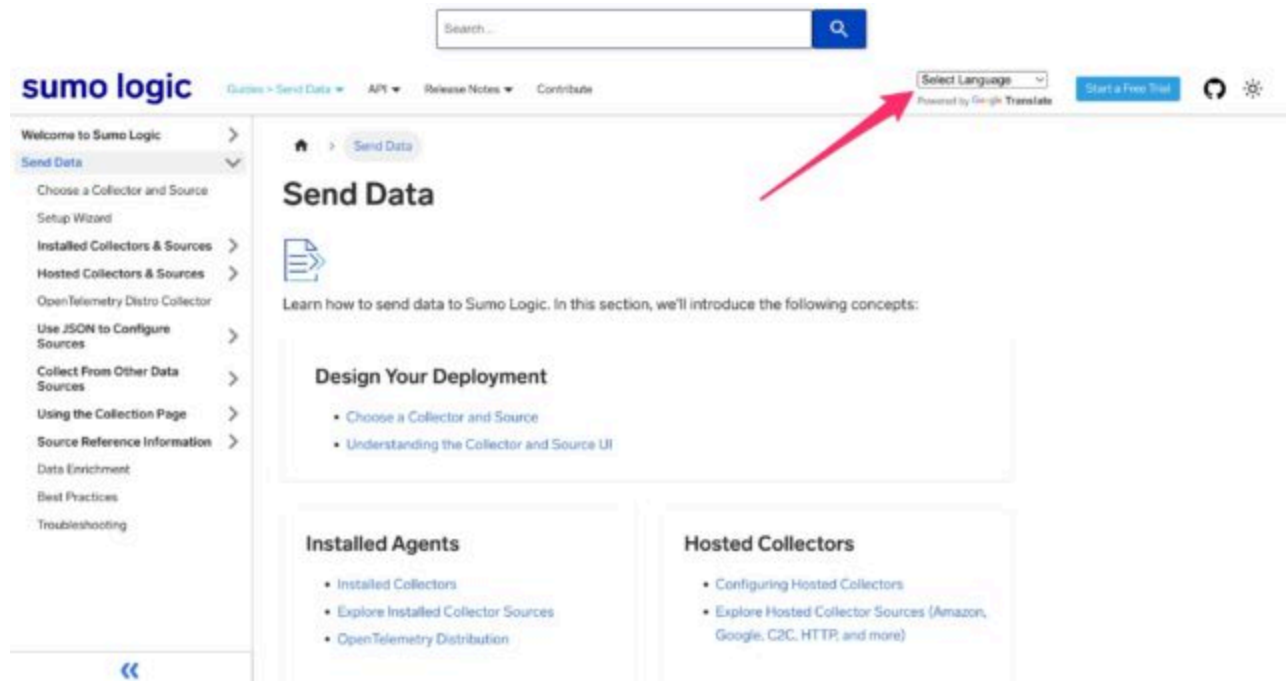 Search...
sumo logic
Guides > Send Data
API
Release Notes
Contribute
Select Language
Powered by Google Translate
Start a Free Trial
Welcome to Sumo Logic
Send Data
Choose a Collector and Source
Setup Wizard
Installed Collectors & Sources
Hosted Collectors & Sources
OpenTelemetry Distro Collector
Use JSON to Configure
Sources
Collect From Other Data
Sources
Using the Collection Page
Source Reference Information
Data Enrichment
Best Practices
Troubleshooting
Send Data
Send Data
Learn how to send data to Sumo Logic. In this section, we'll introduce the following concepts:
Design Your Deployment
• Choose a Collector and Source
• Understanding the Collector and Source UI
Installed Agents
• Installed Collectors
• Explore Installed Collector Sources
• OpenTelemetry Distribution
Hosted Collectors
• Configuring Hosted Collectors
• Explore Hosted Collector Sources (Amazon,
Google, C2C, HTTP, and more)